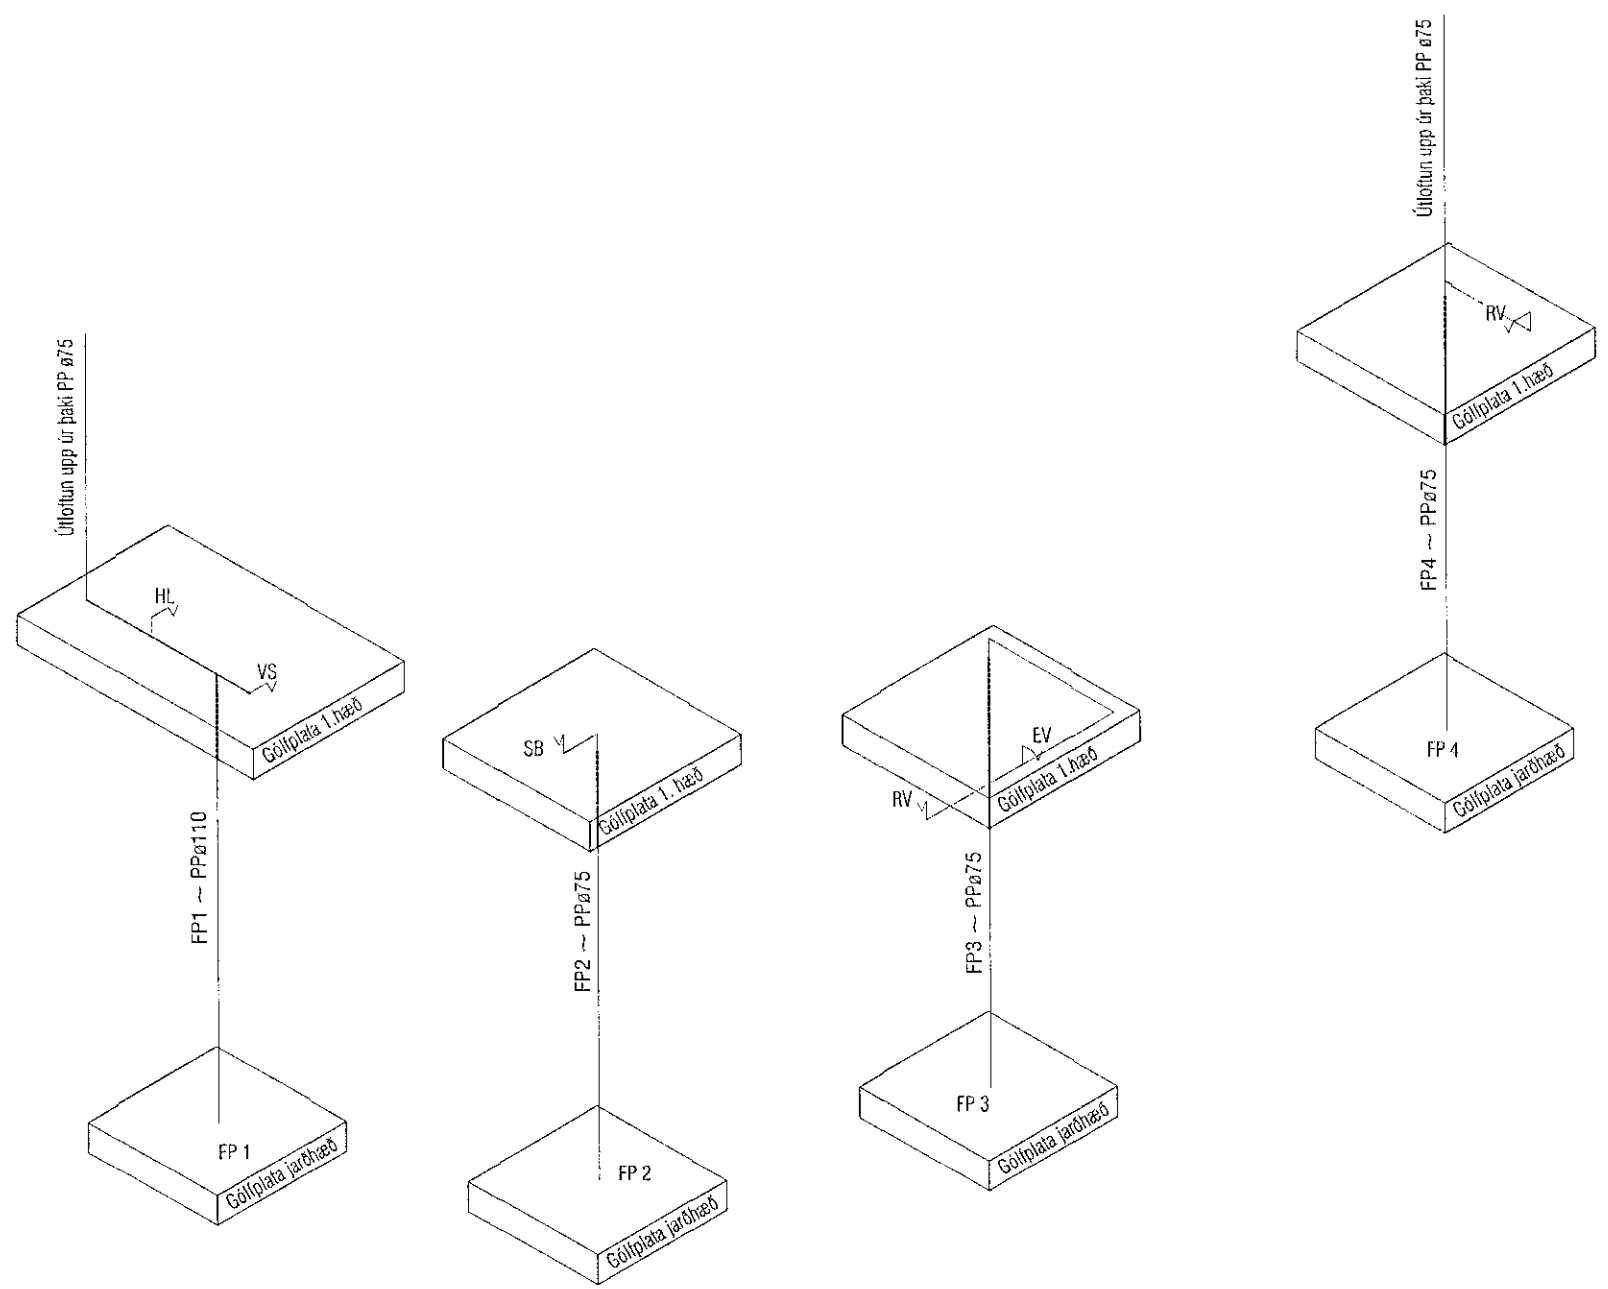 Útloftun upp úr þaki PP ø75
HL
VS
Gólfplata 1.hæð
FP1 ~ PPø110
FP 1
Gólfplata jarðhæð
SB
Gólfplata 1. hæð
FP2 ~ PPø75
FP 2
Gólfplata jarðhæð
EV
RV
Gólfplata 1.hæð
FP3 ~ PPø75
FP 3
Gólfplata jarðhæð
Útloftun upp úr þaki PP ø75
RV
Gólfplata 1.hæð
FP4 ~ PPø75
FP 4
Gólfplata jarðhæð